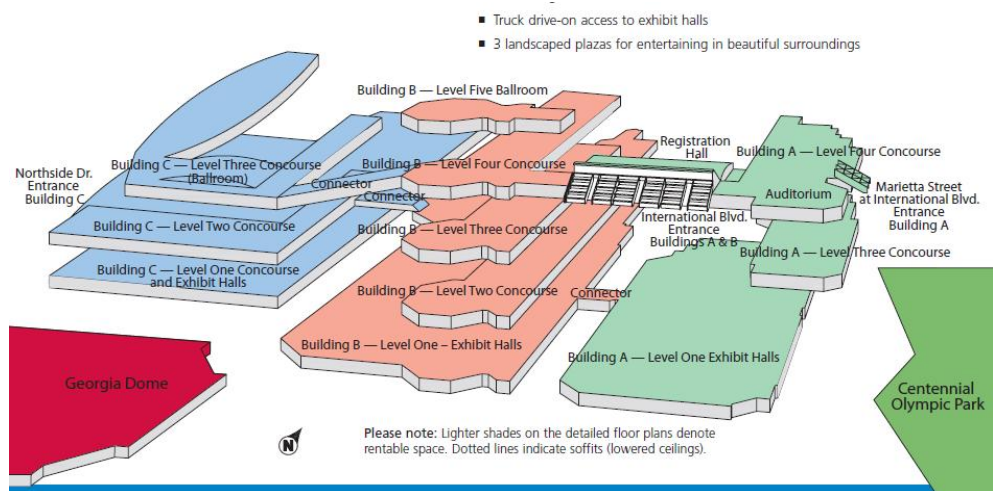 ▪ Truck drive-on access to exhibit halls
▪ 3 landscaped plazas for entertaining in beautiful surroundings
Building B — Level Five Ballroom
Registration
Hall
Building A — Level Four Concourse
Northside Dr.
Entrance
Building C
Building C — Level Three Concourse
(Ballroom)
Building B — Level Four Concourse
Connector
Connector
Auditorium
Marietta Street
at International Blvd.
Entrance
Building A
International Blvd.
Entrance
Buildings A & B
Building C — Level Two Concourse
Building B — Level Three Concourse
Building A — Level Three Concourse
Building C — Level One Concourse
and Exhibit Halls
Building B — Level Two Concourse
Connector
Building B — Level One – Exhibit Halls
Building A — Level One Exhibit Halls
Georgia Dome
Centennial
Olympic Park
N
Please note: Lighter shades on the detailed floor plans denote
rentable space. Dotted lines indicate soffits (lowered ceilings).